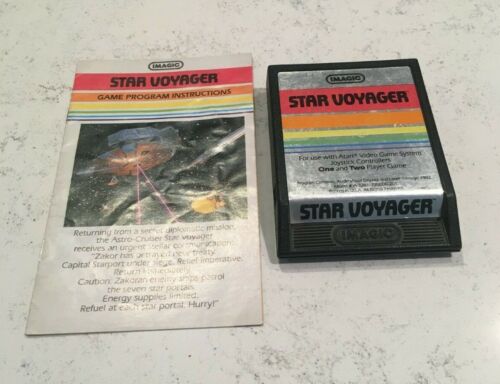 IMAGIC
STAR VOYAGER
GAME PROGRAM INSTRUCTIONS
Returning from a secret diplomatic mission,
the Astro-Cruiser Star Voyager
receives an urgent stellar communication:
"Zakor has betrayed new treaty.
Capital Starport under siege. Relief imperative.
Return immediately.
Caution: Zakoran enemy ships patrol
the seven star portals.
Energy supplies limited.
Refuel at each star portal. Hurry!"
IMAGIC
STAR VOYAGER
For use with Atari® Video Game System
Joystick Controllers
One and Two Player Game
STAR VOYAGER
IMAGIC